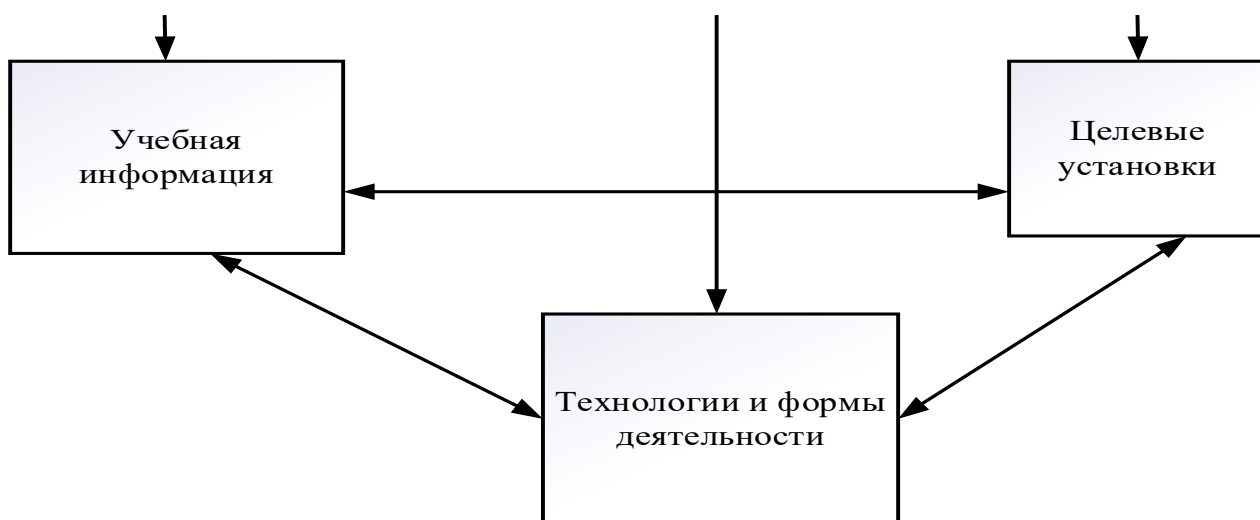 Учебная
информация
Целевые
установки
Технологии и формы
деятельности